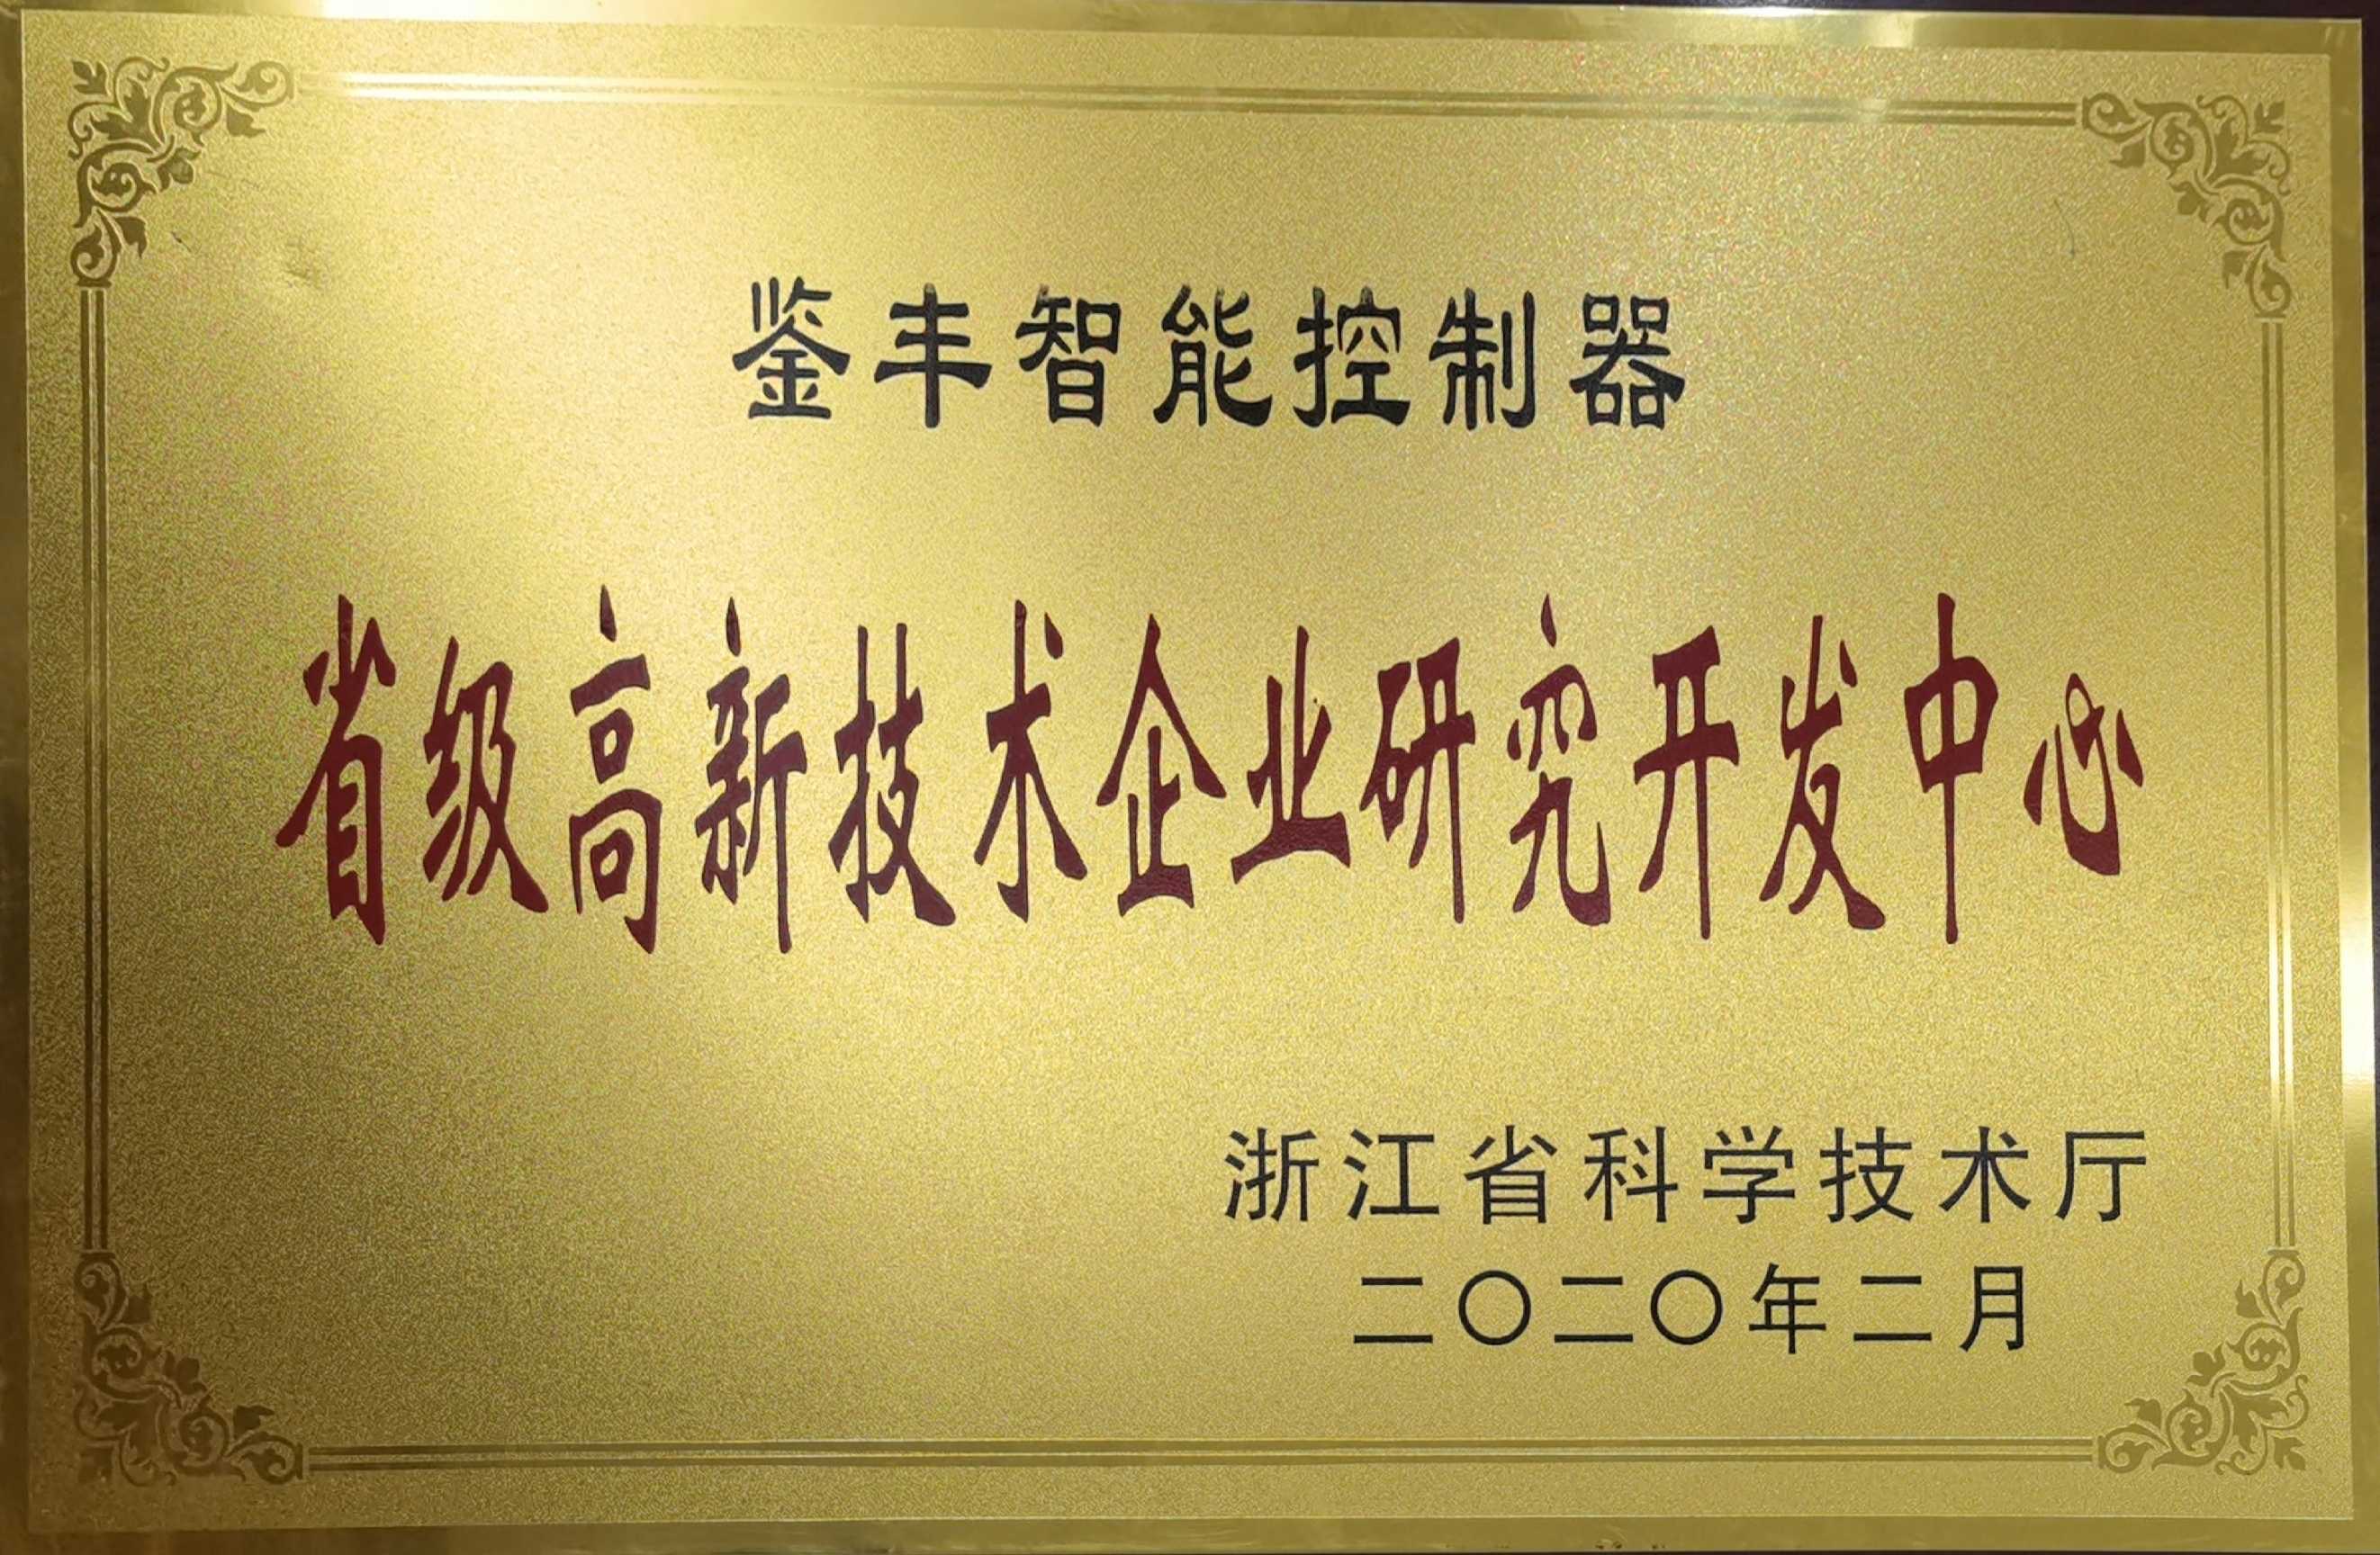 鉴丰智能控制器
省级高新技术企业研究开发中心
浙江省科学技术厅
二〇二〇年二月